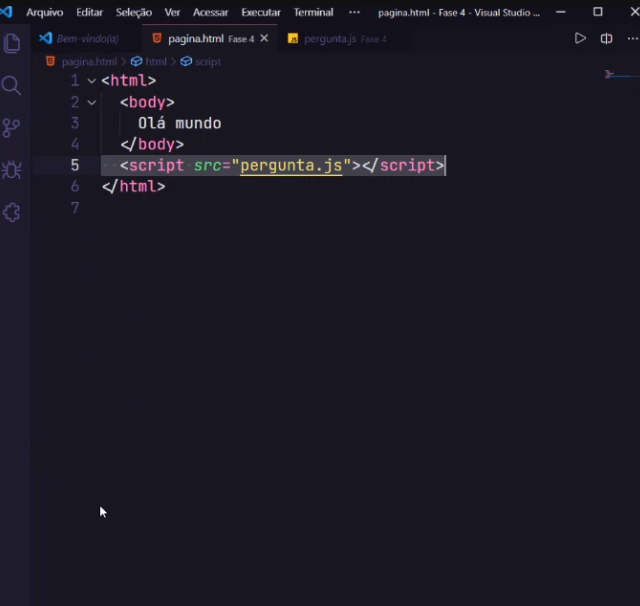 Arquivo Editar Seleção Ver Acessar Executar Terminal ··· pagina.html - Fase 4 - Visual Studio ...
Bem-vindo(a) pagina.html Fase 4 pergunta.js Fase 4
pagina.html > html > script
1 <html>
2 <body>
3 Olá mundo
4 </body>
5 <script src="pergunta.js"></script>
6 </html>
7